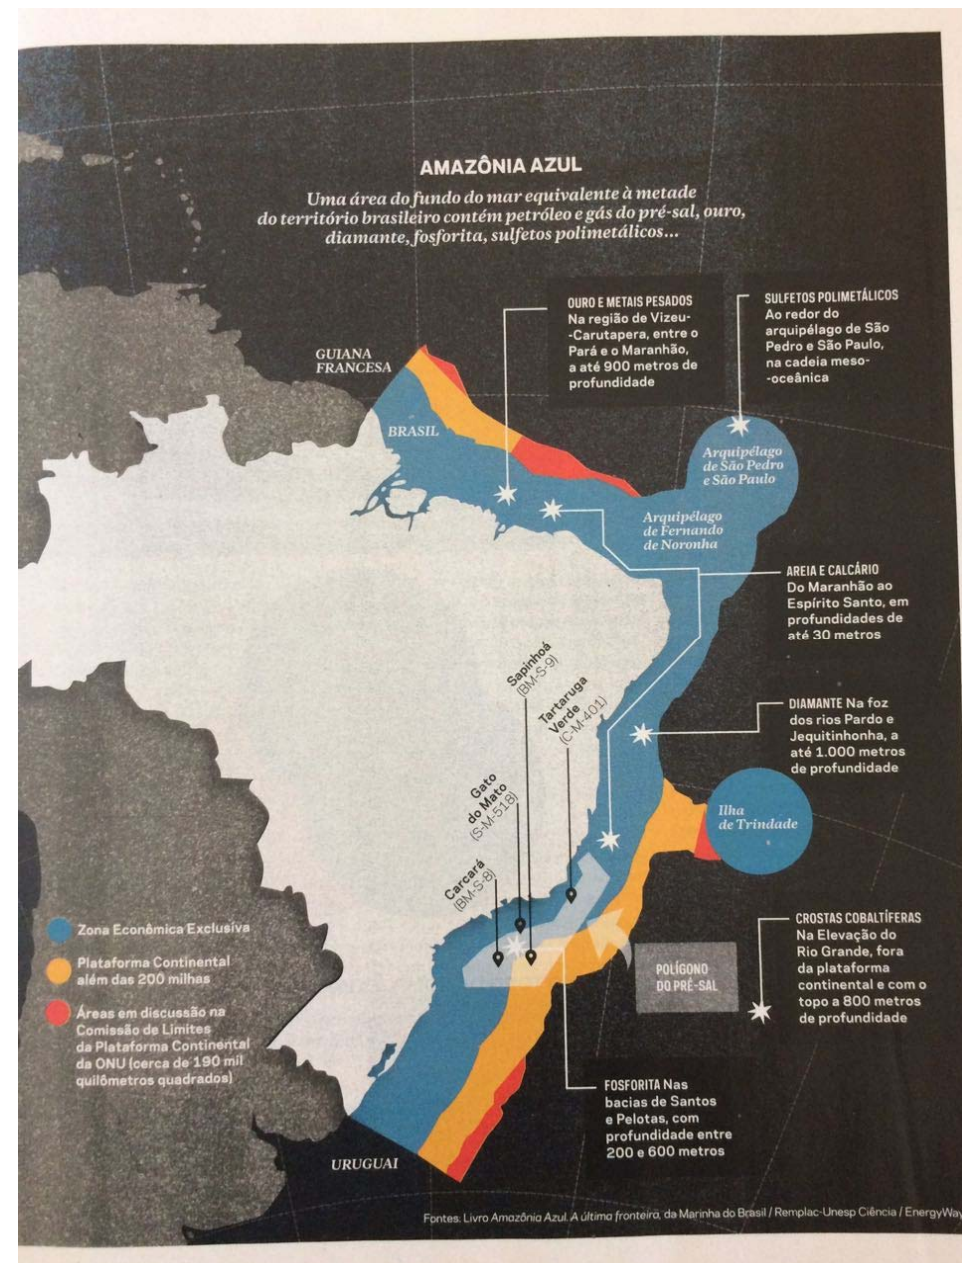 AMAZÔNIA AZUL
Uma área do fundo do mar equivalente à metade
do território brasileiro contém petróleo e gás do pré-sal, ouro,
diamante, fosforita, sulfetos polimetálicos...
OURO E METAIS PESADOS
Na região de Vizeu-
-Carutapera, entre o
Pará e o Maranhão,
a até 900 metros de
profundidade
SULFETOS POLIMETÁLICOS
Ao redor do
arquipélago de São
Pedro e São Paulo,
na cadeia meso-
-oceânica
GUIANA
FRANCESA
BRASIL
Arquipélago
de São Pedro
e São Paulo
Arquipélago
de Fernando
de Noronha
AREIA E CALCÁRIO
Do Maranhão ao
Espírito Santo, em
profundidades de
até 30 metros
Sapinhoá
(BM-S-9)
Tartaruga
Verde
(C-M-401)
DIAMANTE Na foz
dos rios Pardo e
Jequitinhonha, a
até 1.000 metros
de profundidade
Gato
do Mato
(S-M-518)
Ilha
de Trindade
Carcará
(BM-S-8)
Zona Econômica Exclusiva
Plataforma Continental
além das 200 milhas
Áreas em discussão na
Comissão de Limites
da Plataforma Continental
da ONU (cerca de 190 mil
quilômetros quadrados)
POLÍGONO
DO PRÉ-SAL
CROSTAS COBALTÍFERAS
Na Elevação do
Rio Grande, fora
da plataforma
continental e com o
topo a 800 metros
de profundidade
FOSFORITA Nas
bacias de Santos
e Pelotas, com
profundidade entre
200 e 600 metros
URUGUAI
Fontes: Livro Amazônia Azul. A última fronteira, da Marinha do Brasil / Remplac-Unesp Ciência / EnergyWay